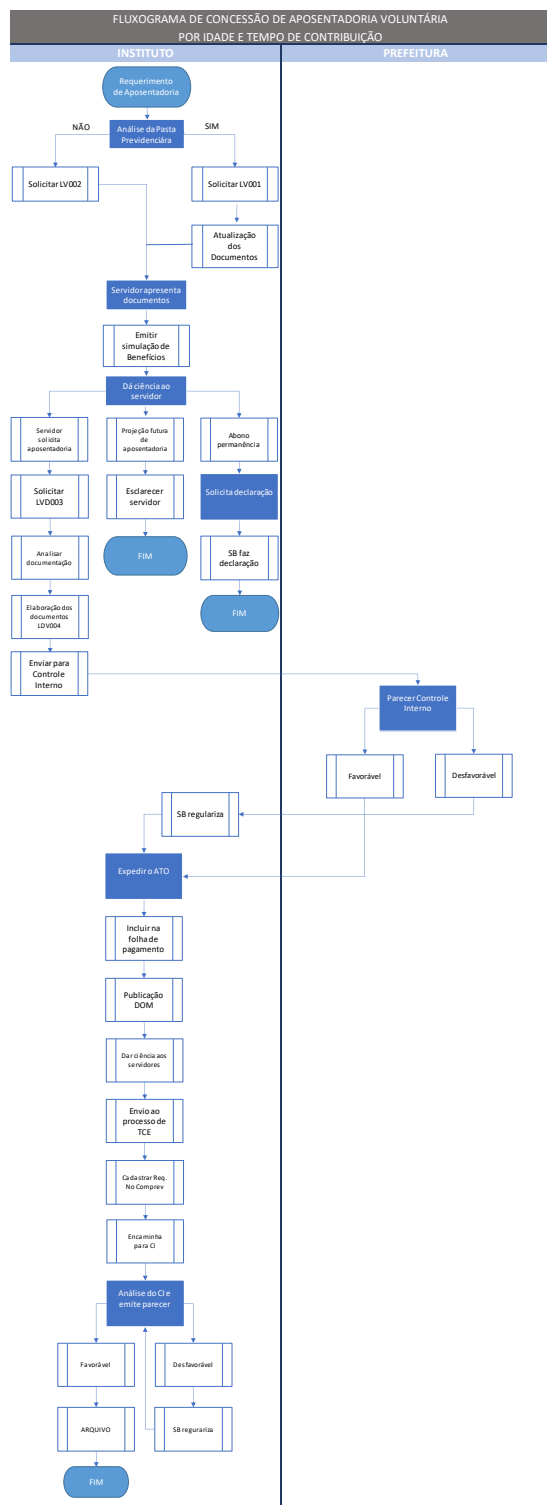 FLUXOGRAMA DE CONCESSÃO DE APOSENTADORIA VOLUNTÁRIA
POR IDADE E TEMPO DE CONTRIBUIÇÃO
INSTITUTO
PREFEITURA
Requerimento
de Aposentadoria
NÃO
Análise da Pasta
Previdenciára
SIM
Solicitar LV002
Solicitar LV001
Atualização
dos
Documentos
Servidor apresenta
documentos
Emitir
simulação de
Benefícios
Dá ciência ao
servidor
Servidor
solicita
aposentadoria
Projeção futura
de
aposentadoria
Abono
permanência
Solicitar
LVD003
Esclarecer
servidor
Solicita declaração
Analisar
documentação
FIM
SB faz
declaração
Elaboração dos
documentos
LDV004
FIM
Enviar para
Controle
Interno
Parecer Controle
Interno
Favorável
Desfavorável
SB regulariza
Expedir o ATO
Incluir na
folha de
pagamento
Publicação
DOM
Dar ciência aos
servidores
Envio ao
processo de
TCE
Cadastrar Req.
No Comprev
Encaminha
para CI
Análise do CI e
emite parecer
Favorável
Desfavorável
ARQUIVO
SB regurariza
FIM